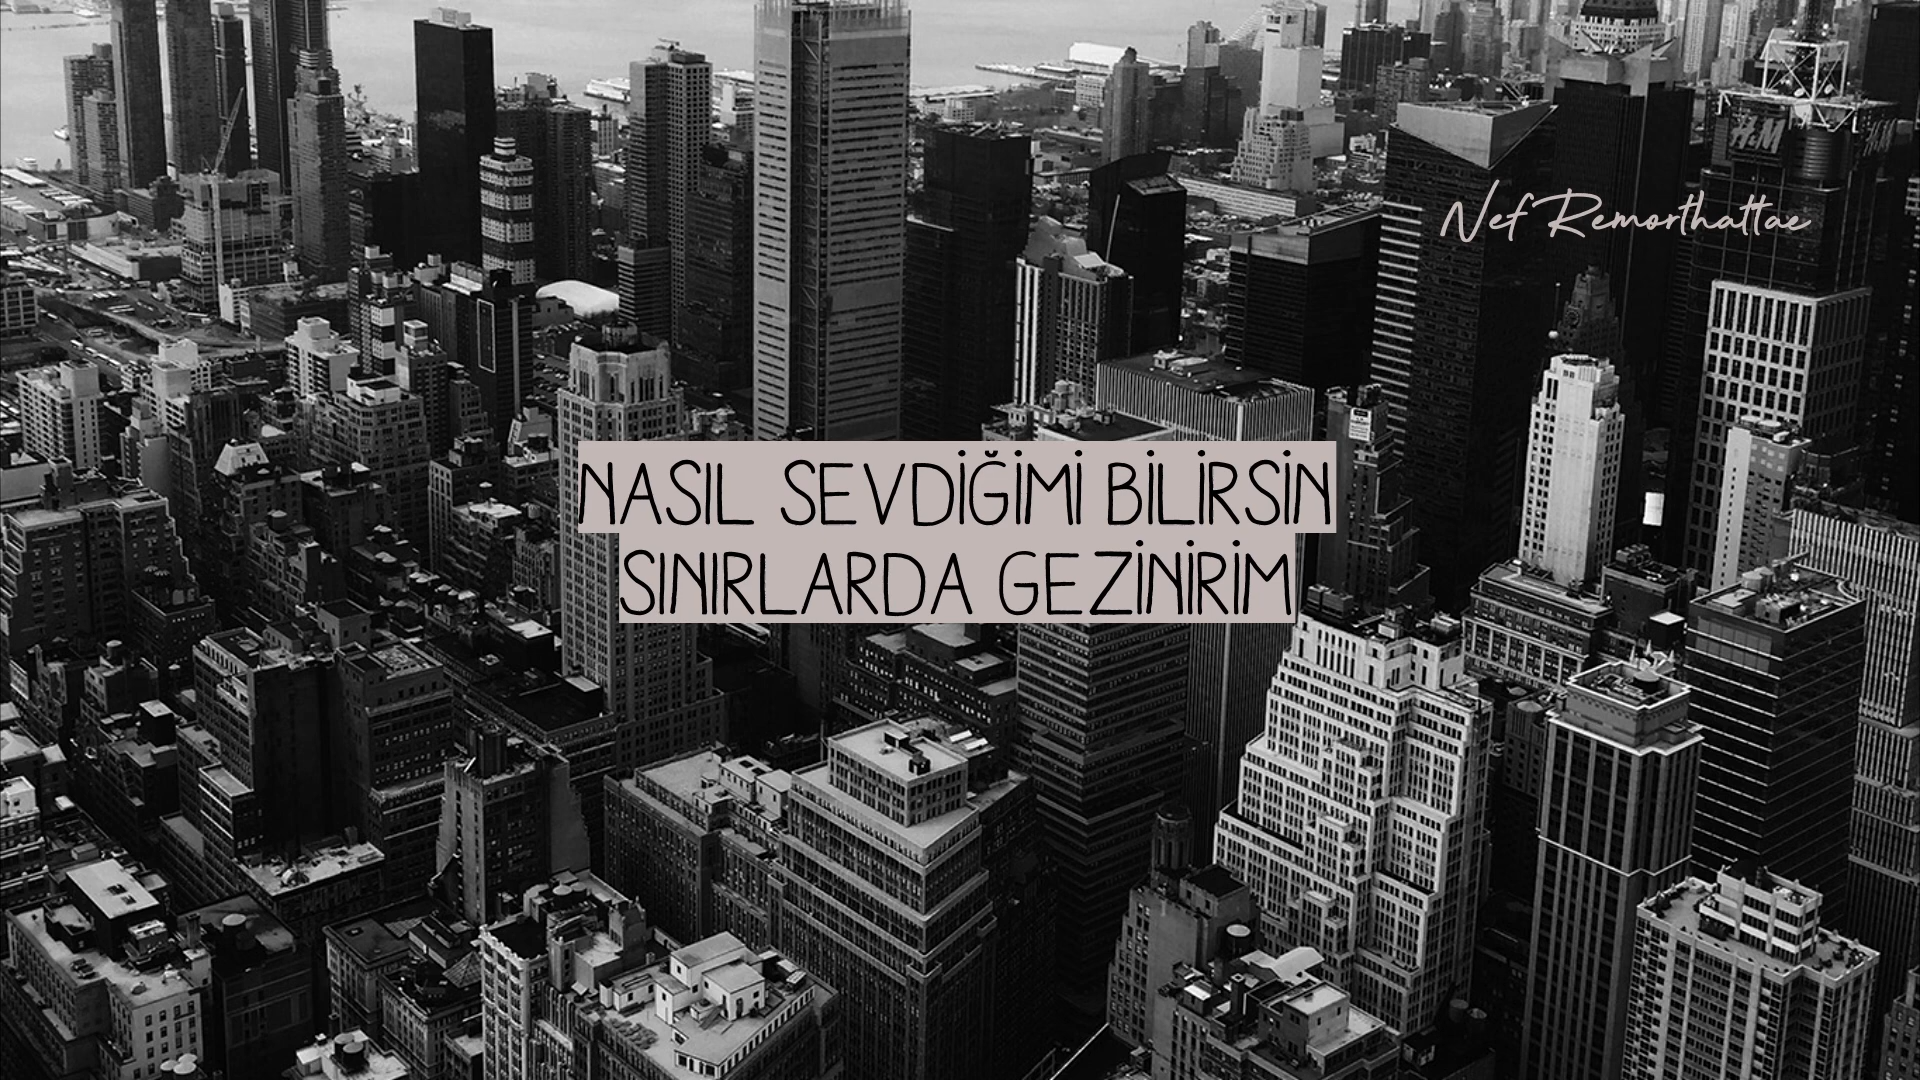 H&M
Nef Remorthattae
NASIL SEVDİĞİMİ BİLİRSİN
SINIRLARDA GEZİNİRİM